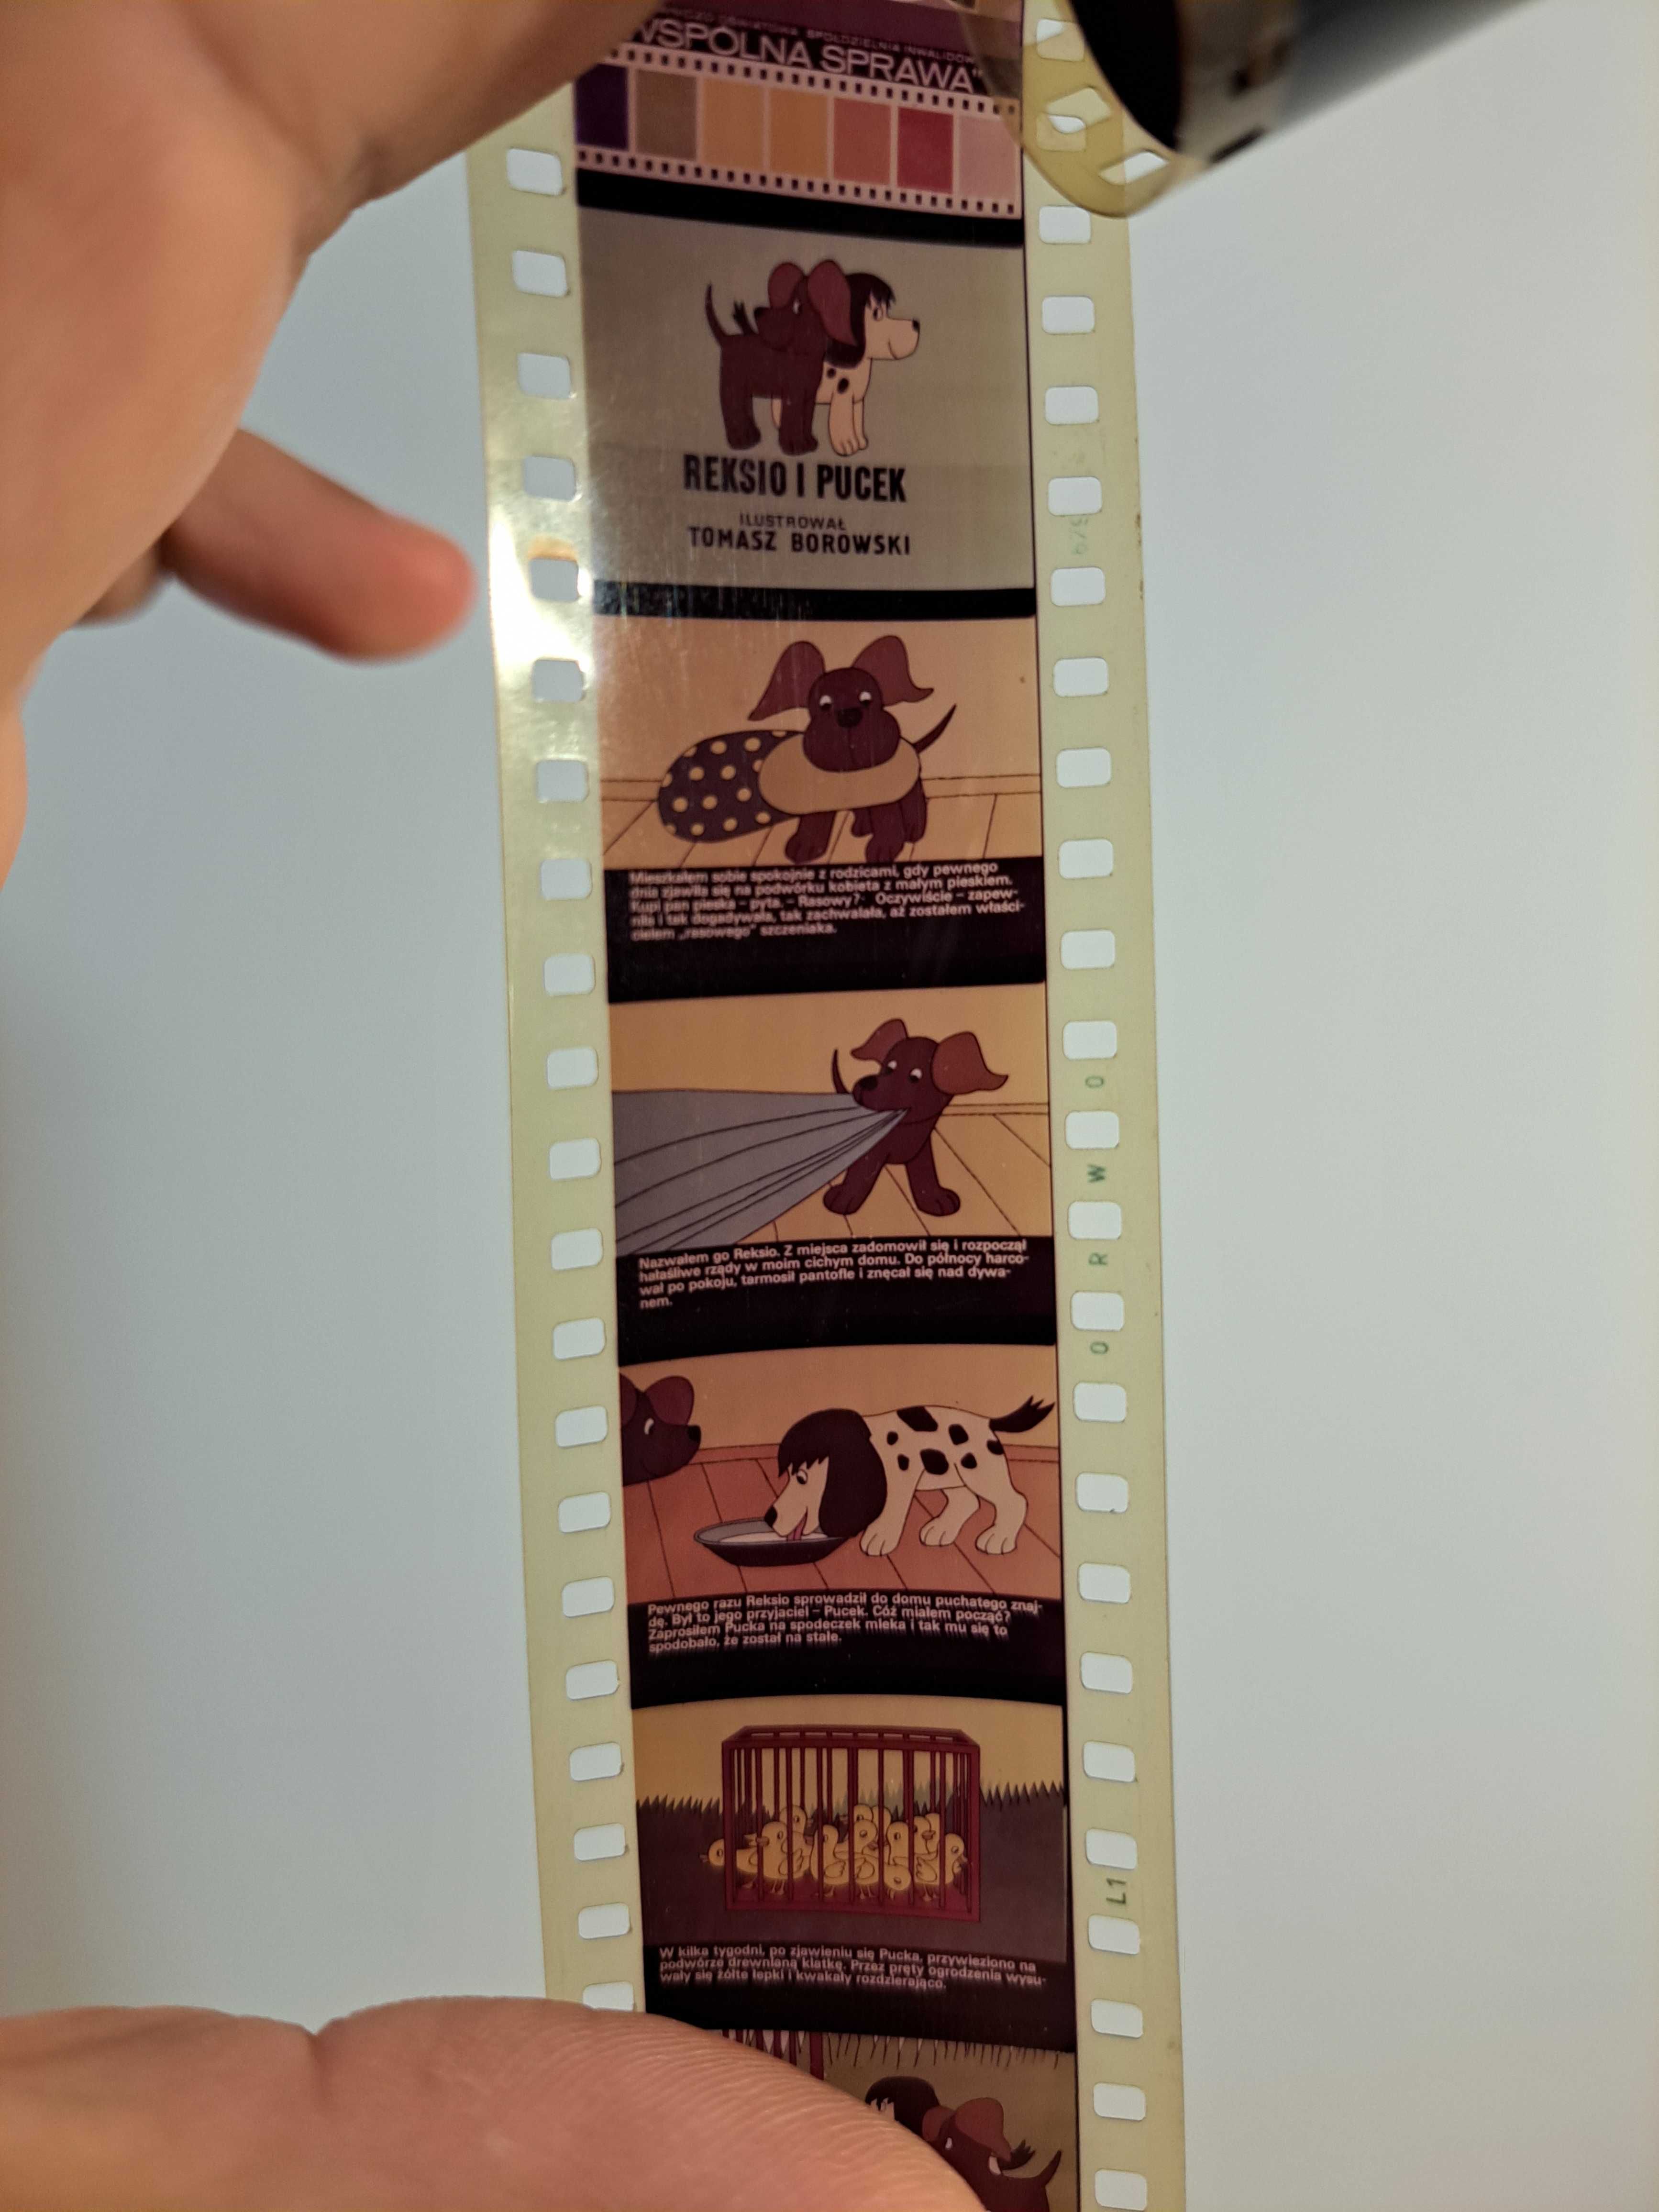 OŚWIATOWA SPÓŁDZIELNIA INWALIDÓW
WSPÓLNA SPRAWA"
REKSIO I PUCEK
ILUSTROWAŁ
TOMASZ BOROWSKI
Mieszkałem sobie spokojnie z rodzicami, gdy pewnego
dnia zjawiła się na podwórku kobieta z małym pieskiem.
Kupi pan pieska – pyta. – Rasowy? Oczywiście – zapew-
niła i tak dogadywała, tak zachwalała, aż zostałem właści-
cielem „rasowego" szczeniaka.
Nazwałem go Reksio. Z miejsca zadomowił się i rozpoczął
hałaśliwe rządy w moim cichym domu. Do północy harco-
wał po pokoju, tarmosił pantofle i znęcał się nad dywa-
nem.
Pewnego razu Reksio sprowadził do domu puchatego znaj-
dę. Był to jego przyjaciel – Pucek. Cóż miałem począć?
Zaprosiłem Pucka na spodeczek mleka i tak mu się to
spodobało, że został na stałe.
W kilka tygodni, po zjawieniu się Pucka, przywieziono na
podwórze drewnianą klatkę. Przez pręty ogrodzenia wysu-
wały się żółte łepki i kwakały rozdzierająco.
ORWO
L1